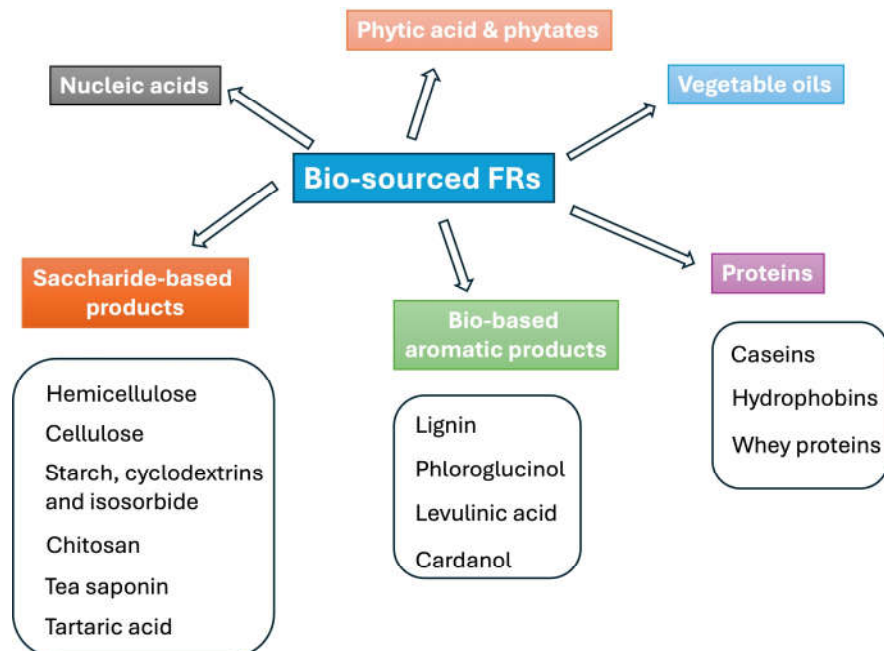 Phytic acid & phytates
Nucleic acids
Vegetable oils
Bio-sourced FRs
Saccharide-based
products
Hemicellulose
Cellulose
Starch, cyclodextrins
and isosorbide
Chitosan
Tea saponin
Tartaric acid
Bio-based
aromatic products
Lignin
Phloroglucinol
Levulinic acid
Cardanol
Proteins
Caseins
Hydrophobins
Whey proteins